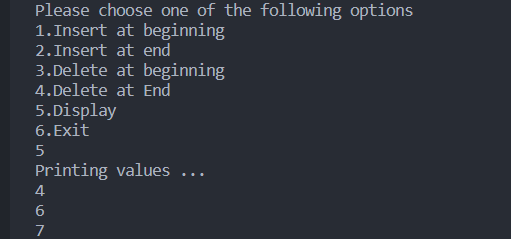 Please choose one of the following options
1.Insert at beginning
2.Insert at end
3.Delete at beginning
4.Delete at End
5.Display
6.Exit
5
Printing values ...
4
6
7